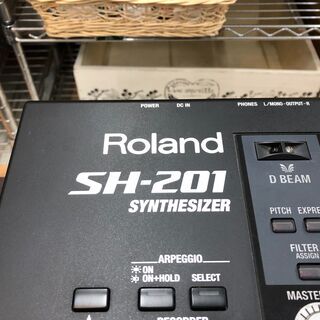 POWER DC IN PHONES L/MONO-OUTPUT-R
Roland
SH-201
SYNTHESIZER
D BEAM
PITCH
FILTER
ASSIGN
ARPEGGIO
ON
ON+HOLD
SELECT
RECORDER